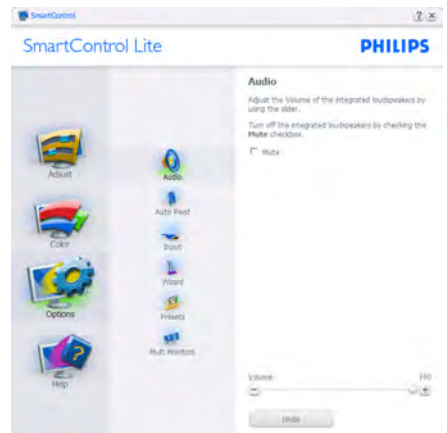 SmartControl
? ×
SmartControl Lite
PHILIPS
Audio
Adjust the Volume of the integrated loudspeakers by
using the slider.
Turn off the integrated loudspeakers by checking the
Mute checkbox.
Mute
Adjust
Color
Options
Help
Audio
Auto Pivot
Input
Wizard
Presets
SET
Multi Monitors
Volume
100
Undo